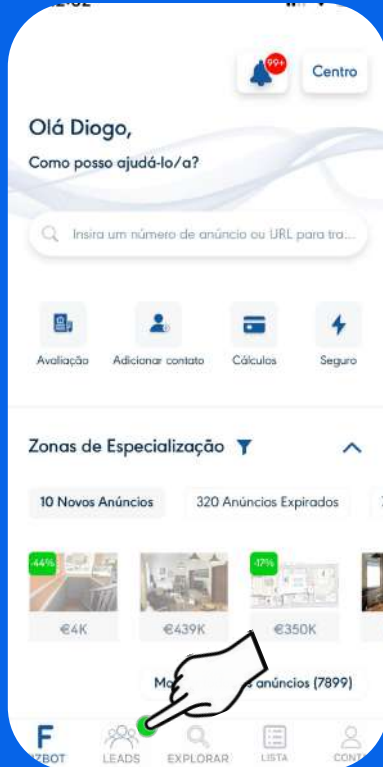 99+
Centro
Olá Diogo,
Como posso ajudá-lo/a?
Insira um número de anúncio ou URL para tra...
Avaliação Adicionar contato Cálculos Seguro
Zonas de Especialização
10 Novos Anúncios 320 Anúncios Expirados
-44% -17%
€4K €439K €350K
anúncios (7899)
F
LEADS EXPLORAR LISTA